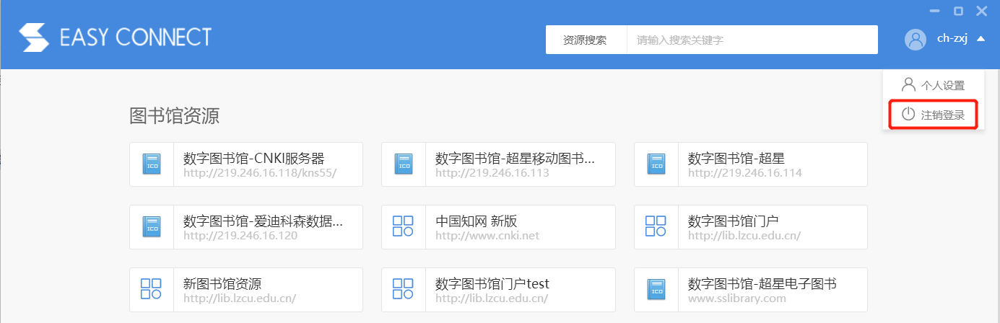 EASY CONNECT
资源搜索 请输入搜索关键字
ch-zxj
个人设置
注销登录
图书馆资源
数字图书馆-CNKI服务器
http://219.246.16.118/kns55/
数字图书馆-超星移动图书...
http://219.246.16.113
数字图书馆-超星
http://219.246.16.114
数字图书馆-爱迪科森数据...
http://219.246.16.120
中国知网 新版
http://www.cnki.net
数字图书馆门户
http://lib.lzcu.edu.cn/
新图书馆资源
http://lib.lzcu.edu.cn/
数字图书馆门户test
http://lib.lzcu.edu.cn/
数字图书馆-超星电子图书
www.sslibrary.com